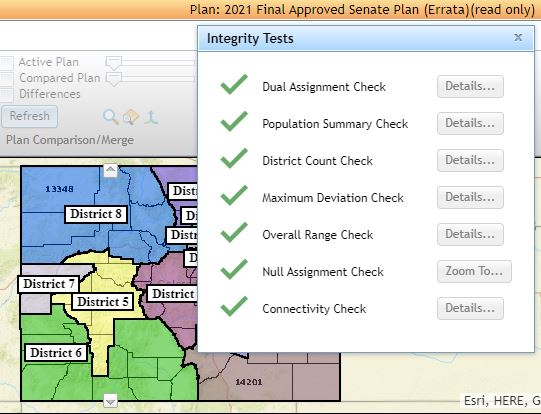 Plan: 2021 Final Approved Senate Plan (Errata)(read only)
Integrity Tests x
Active Plan
Compared Plan
Differences
Refresh
Plan Comparison/Merge
Dual Assignment Check Details...
Population Summary Check Details...
District Count Check Details...
Maximum Deviation Check Details...
Overall Range Check Details...
Null Assignment Check Zoom To...
Connectivity Check Details...
13348
District 8
District 7
District 5
District
District 6
14201
Esri, HERE, G